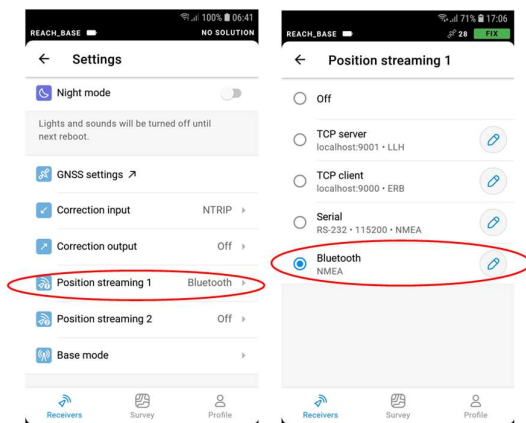 100% 06:41
REACH_BASE
NO SOLUTION
Settings
Night mode
Lights and sounds will be turned off until
next reboot.
GNSS settings
Correction input NTRIP
Correction output Off
Position streaming 1 Bluetooth
Position streaming 2 Off
Base mode
Receivers Survey Profile
71% 17:06
REACH_BASE
28 FIX
Position streaming 1
Off
TCP server
localhost:9001 • LLH
TCP client
localhost:9000 • ERB
Serial
RS-232 • 115200 • NMEA
Bluetooth
NMEA
Receivers Survey Profile